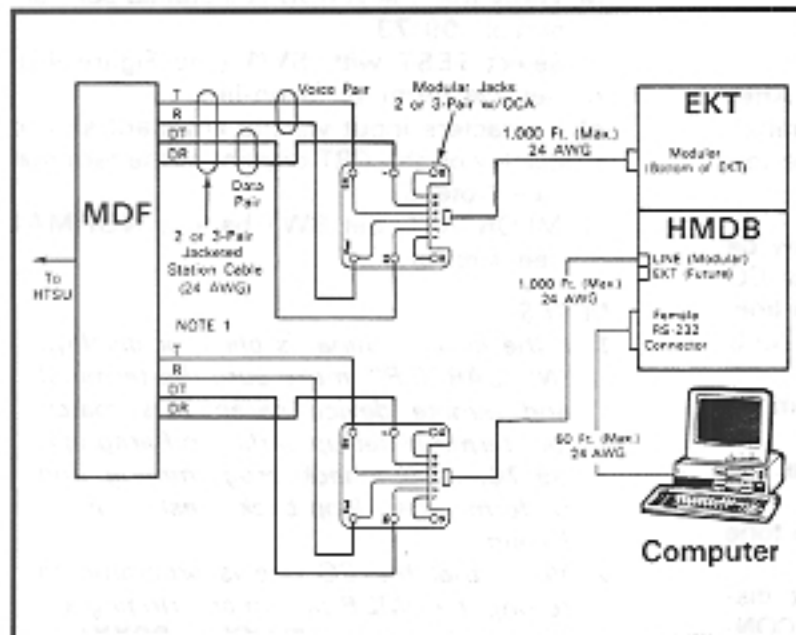 T
R
DT
DR
Voice Pair
Data
Pair
Modular Jacks
2 or 3-Pair w/DCA
1,000 Ft. (Max.)
24 AWG
EKT
Modular
(Bottom of EKT)
MDF
2 or 3-Pair
Jacketed
Station Cable
(24 AWG)
To
HTSU
NOTE 1
HMDB
LINE (Modular)
EKT (Future)
1,000 Ft. (Max.)
24 AWG
Female
RS-232
Connector
T
R
DT
DR
50 Ft. (Max.)
24 AWG
Computer